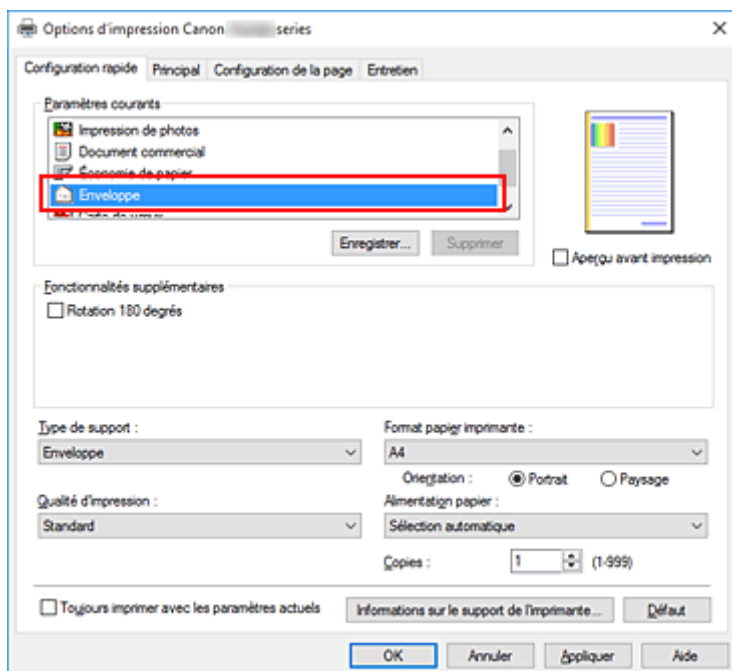 Options d'impression Canon series
Configuration rapide Principal Configuration de la page Entretien
Paramètres courants
Impression de photos
Document commercial
Économie de papier
Enveloppe
Enregistrer... Supprimer
Aperçu avant impression
Fonctionnalités supplémentaires
Rotation 180 degrés
Type de support : Format papier imprimante :
Enveloppe A4
Orientation : Portrait Paysage
Qualité d'impression : Alimentation papier :
Standard Sélection automatique
Copies : 1 (1-999)
Toujours imprimer avec les paramètres actuels Informations sur le support de l'imprimante... Défaut
OK Annuler Appliquer Aide